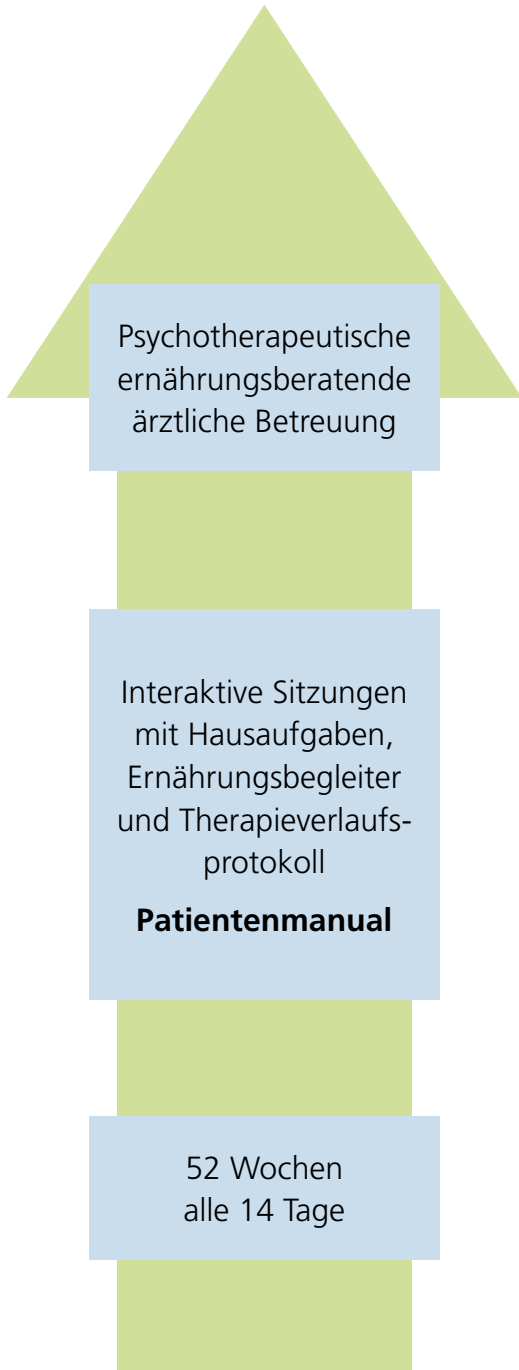 Psychotherapeutische
ernährungsberatende
ärztliche Betreuung
Interaktive Sitzungen
mit Hausaufgaben,
Ernährungsbegleiter
und Therapieverlaufs-
protokoll
Patientenmanual
52 Wochen
alle 14 Tage